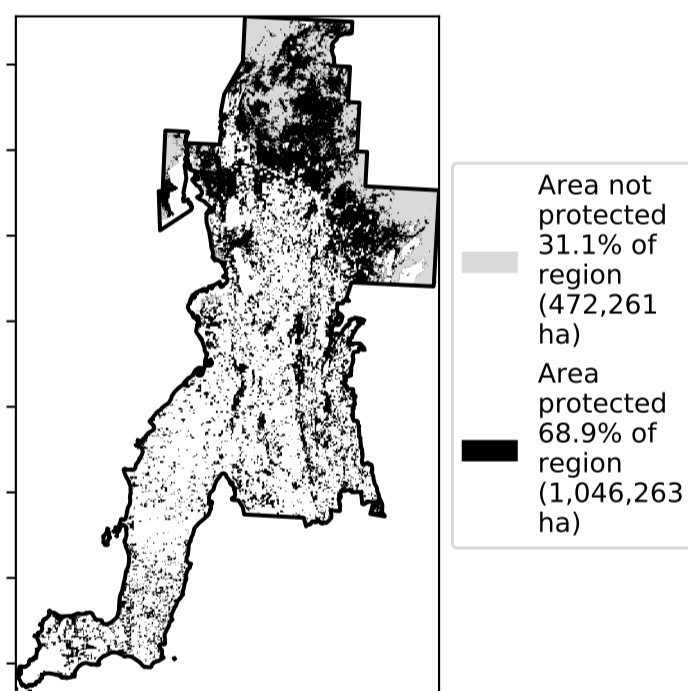 Area not
protected
31.1% of
region
(472,261
ha)
Area
protected
68.9% of
region
(1,046,263
ha)